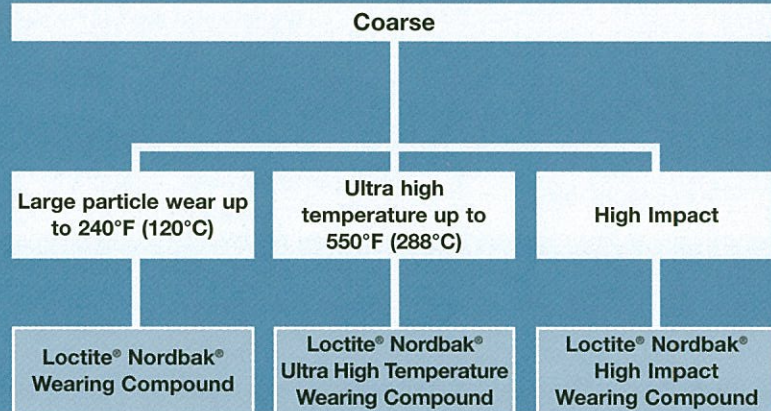 Coarse
Large particle wear up
to 240°F (120°C)
Ultra high
temperature up to
550°F (288°C)
High Impact
Loctite® Nordbak®
Wearing Compound
Loctite® Nordbak®
Ultra High Temperature
Wearing Compound
Loctite® Nordbak®
High Impact
Wearing Compound